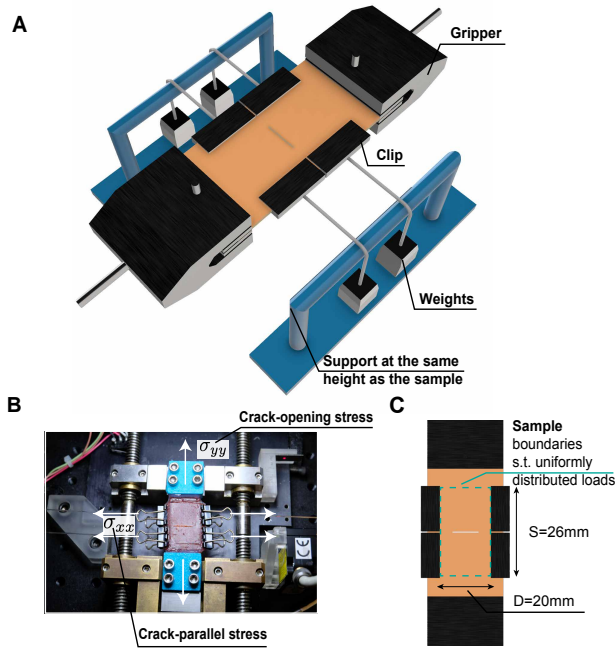 A
Gripper
Clip
Weights
Support at the same
height as the sample
B
Crack-opening stress
σyy
σxx
CE
Crack-parallel stress
C
Sample
boundaries
s.t. uniformly
distributed loads
S=26mm
D=20mm